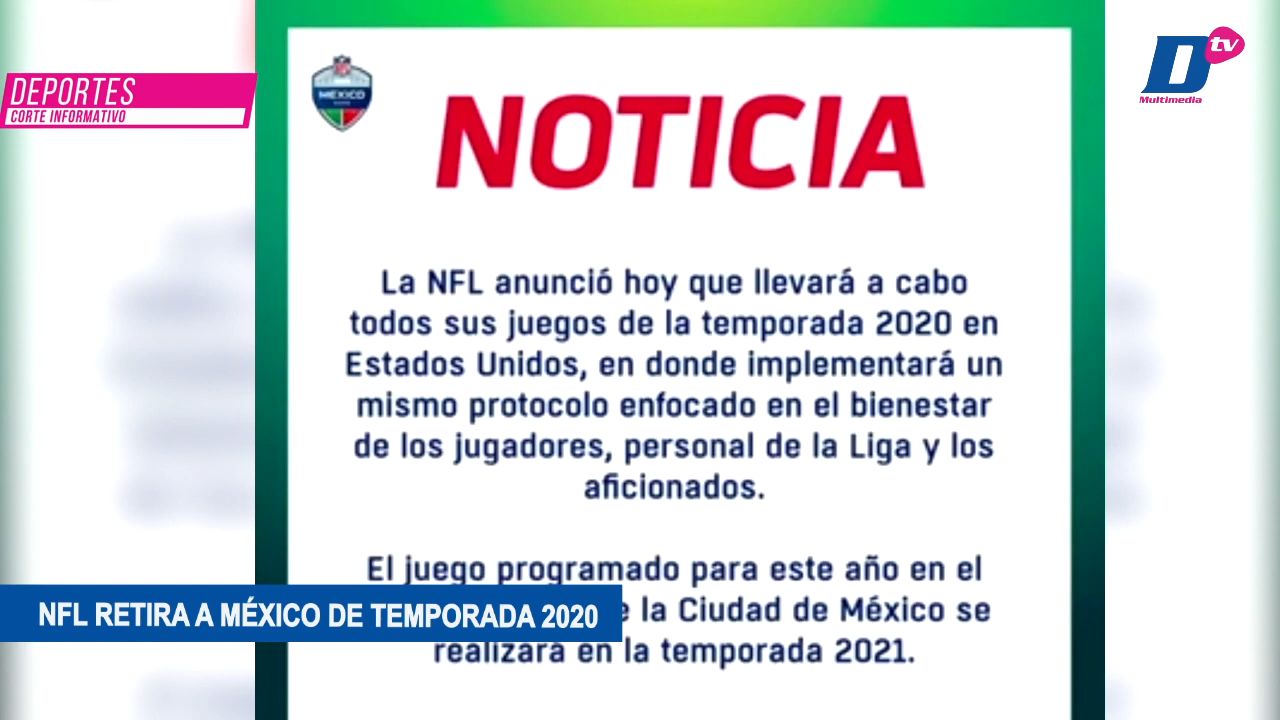 DEPORTES
CORTE INFORMATIVO
D tv
Multimedia
MÉXICO
NOTICIA
La NFL anunció hoy que llevará a cabo
todos sus juegos de la temporada 2020 en
Estados Unidos, en donde implementará un
mismo protocolo enfocado en el bienestar
de los jugadores, personal de la Liga y los
aficionados.
El juego programado para este año en el
la Ciudad de México se
realizará en la temporada 2021.
NFL RETIRA A MÉXICO DE TEMPORADA 2020